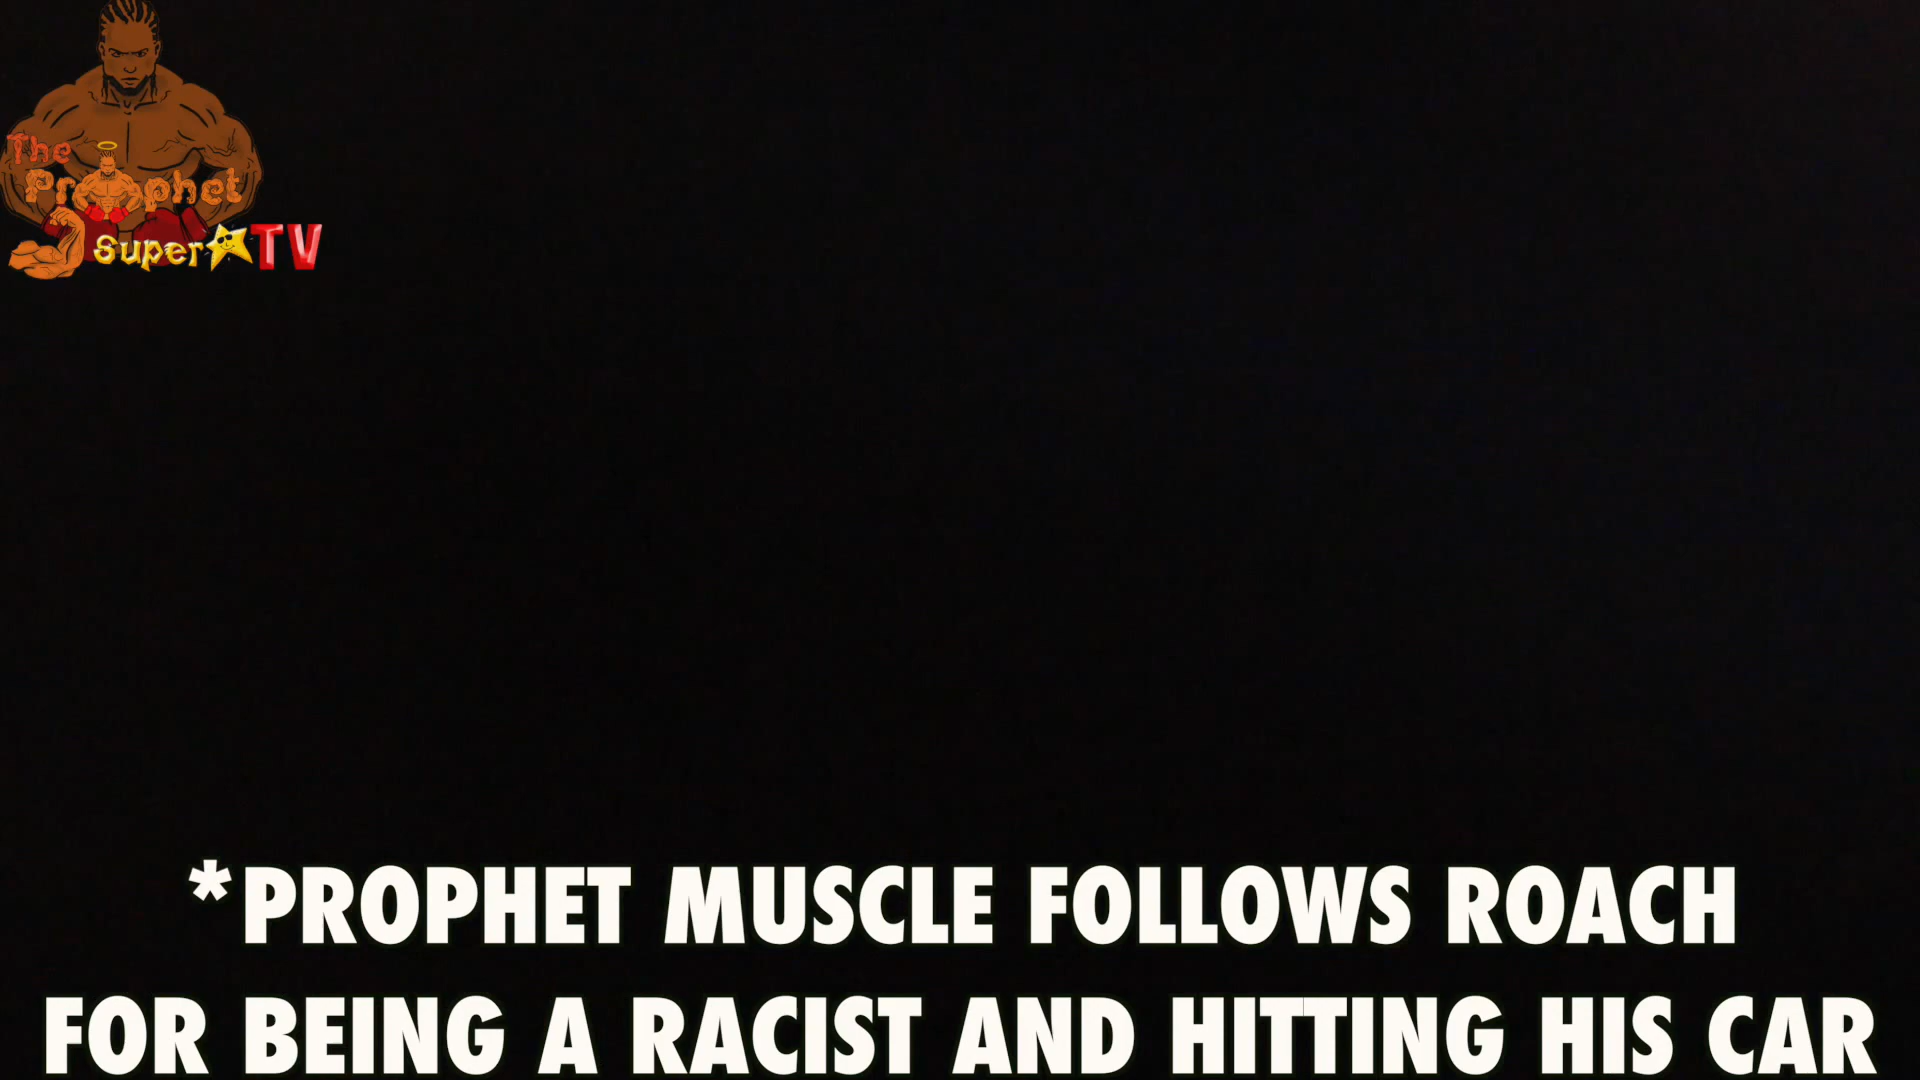 The
Prophet
Super TV
*PROPHET MUSCLE FOLLOWS ROACH
FOR BEING A RACIST AND HITTING HIS CAR